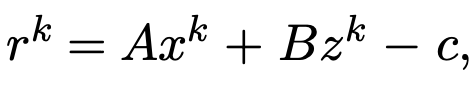 r^k = Ax^k + Bz^k − c,